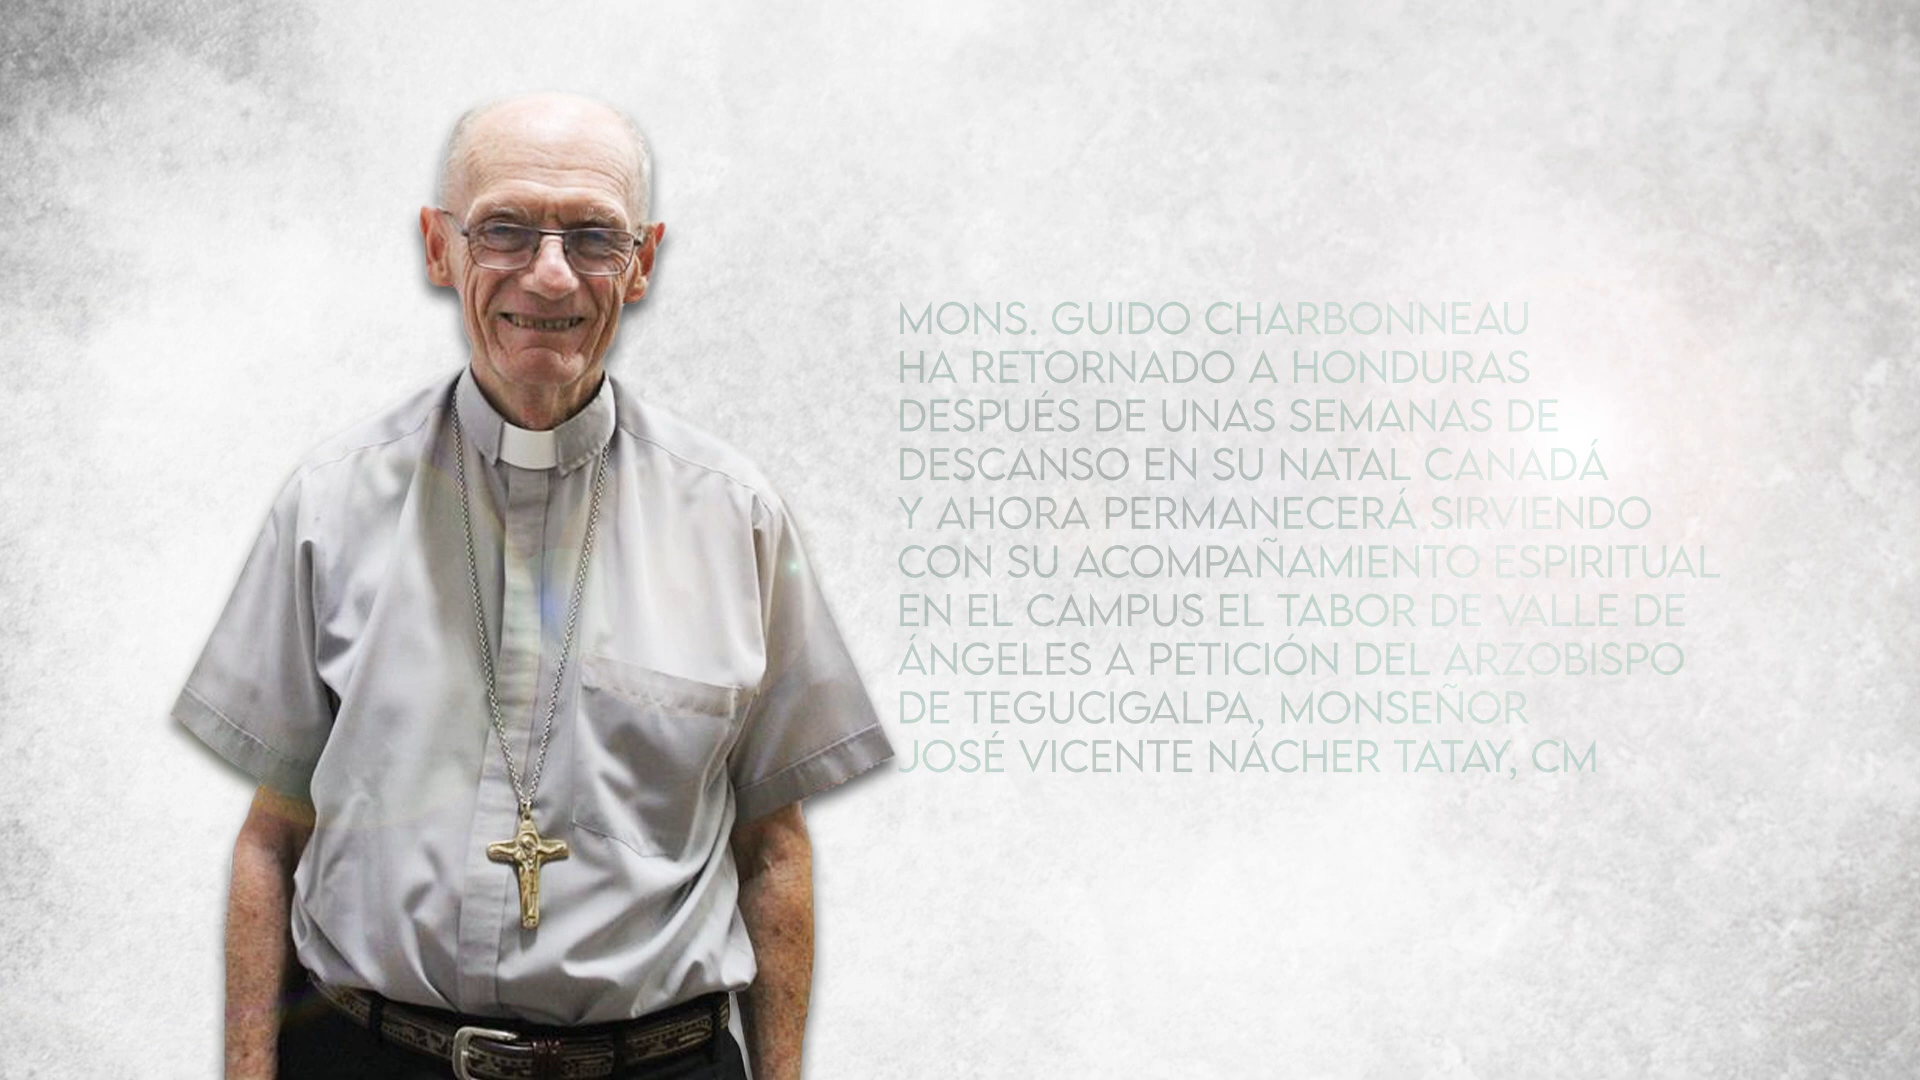 MONS. GUIDO CHARBONNEAU
HA RETORNADO A HONDURAS
DESPUÉS DE UNAS SEMANAS DE
DESCANSO EN SU NATAL CANADÁ
Y AHORA PERMANECERÁ SIRVIENDO
CON SU ACOMPAÑAMIENTO ESPIRITUAL
EN EL CAMPUS EL TABOR DE VALLE DE
ÁNGELES A PETICIÓN DEL ARZOBISPO
DE TEGUCIGALPA, MONSEÑOR
JOSÉ VICENTE NÁCHER TATAY, CM